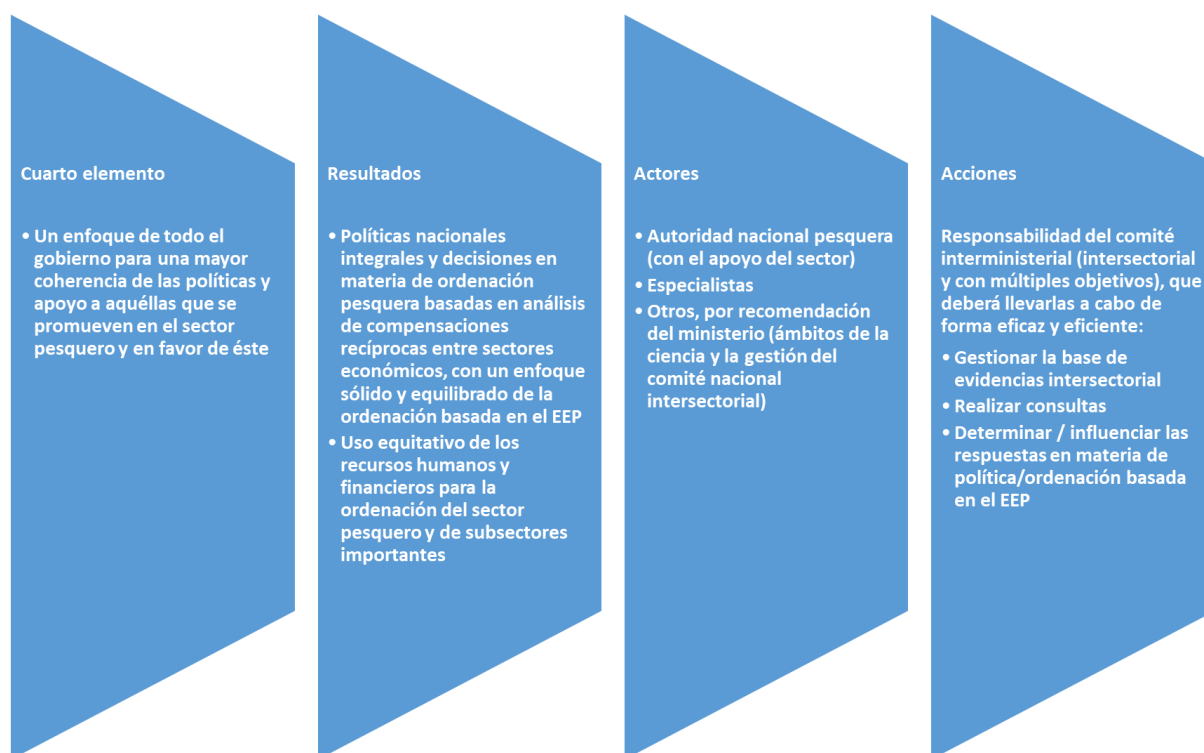 Cuarto elemento
• Un enfoque de todo el
gobierno para una mayor
coherencia de las políticas y
apoyo a aquéllas que se
promueven en el sector
pesquero y en favor de éste
Resultados
• Políticas nacionales
integrales y decisiones en
materia de ordenación
pesquera basadas en análisis
de compensaciones
recíprocas entre sectores
económicos, con un enfoque
sólido y equilibrado de la
ordenación basada en el EEP
• Uso equitativo de los
recursos humanos y
financieros para la
ordenación del sector
pesquero y de subsectores
importantes
Actores
• Autoridad nacional pesquera
(con el apoyo del sector)
• Especialistas
• Otros, por recomendación
del ministerio (ámbitos de la
ciencia y la gestión del
comité nacional
intersectorial)
Acciones
Responsabilidad del comité
interministerial (intersectorial
y con múltiples objetivos), que
deberá llevarlas a cabo de
forma eficaz y eficiente:
• Gestionar la base de
evidencias intersectorial
• Realizar consultas
• Determinar / influenciar las
respuestas en materia de
política/ordenación basada
en el EEP